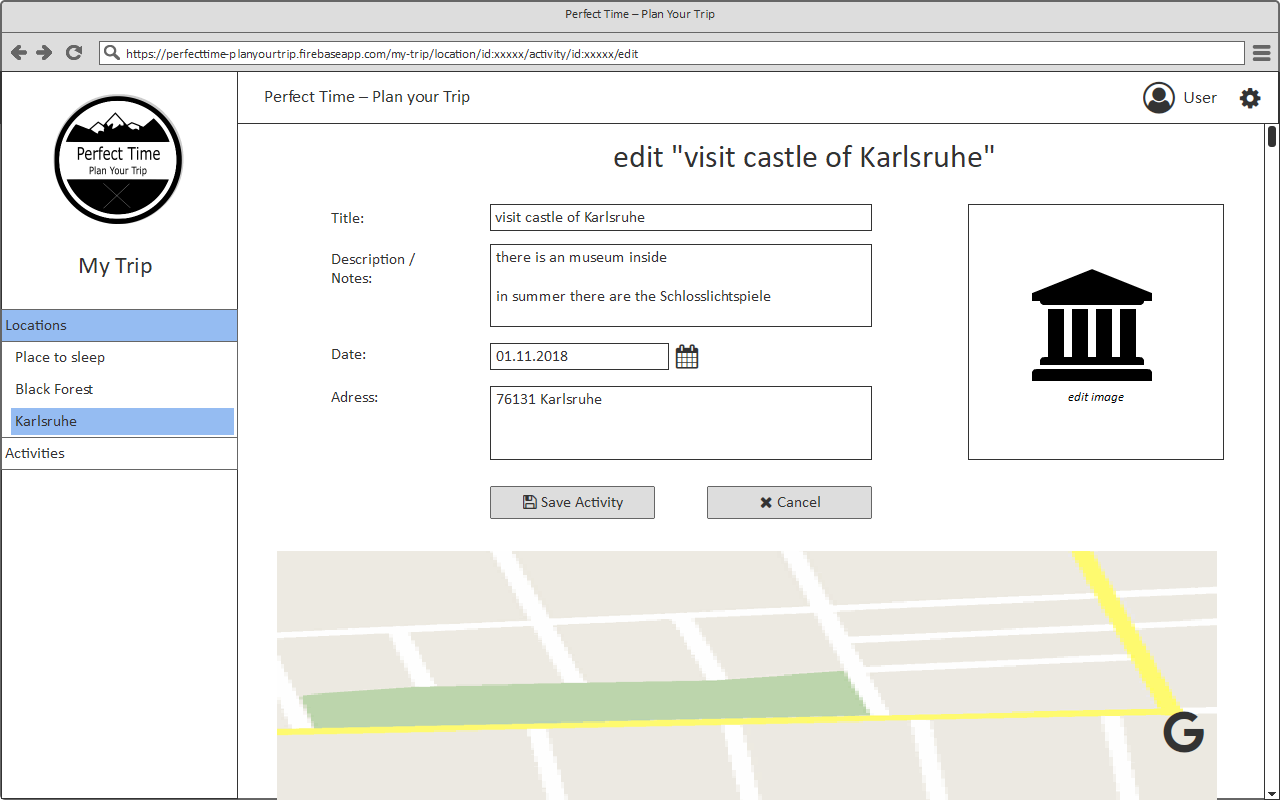 Perfect Time – Plan Your Trip
https://perfecttime-planyourtrip.firebaseapp.com/my-trip/location/id:xxxxx/activity/id:xxxxx/edit
Perfect Time
Plan Your Trip
My Trip
Locations
Place to sleep
Black Forest
Karlsruhe
Activities
Perfect Time – Plan your Trip
User
edit "visit castle of Karlsruhe"
Title:
visit castle of Karlsruhe
Description /
Notes:
there is an museum inside
in summer there are the Schlosslichtspiele
Date:
01.11.2018
Adress:
76131 Karlsruhe
edit image
Save Activity
Cancel
G